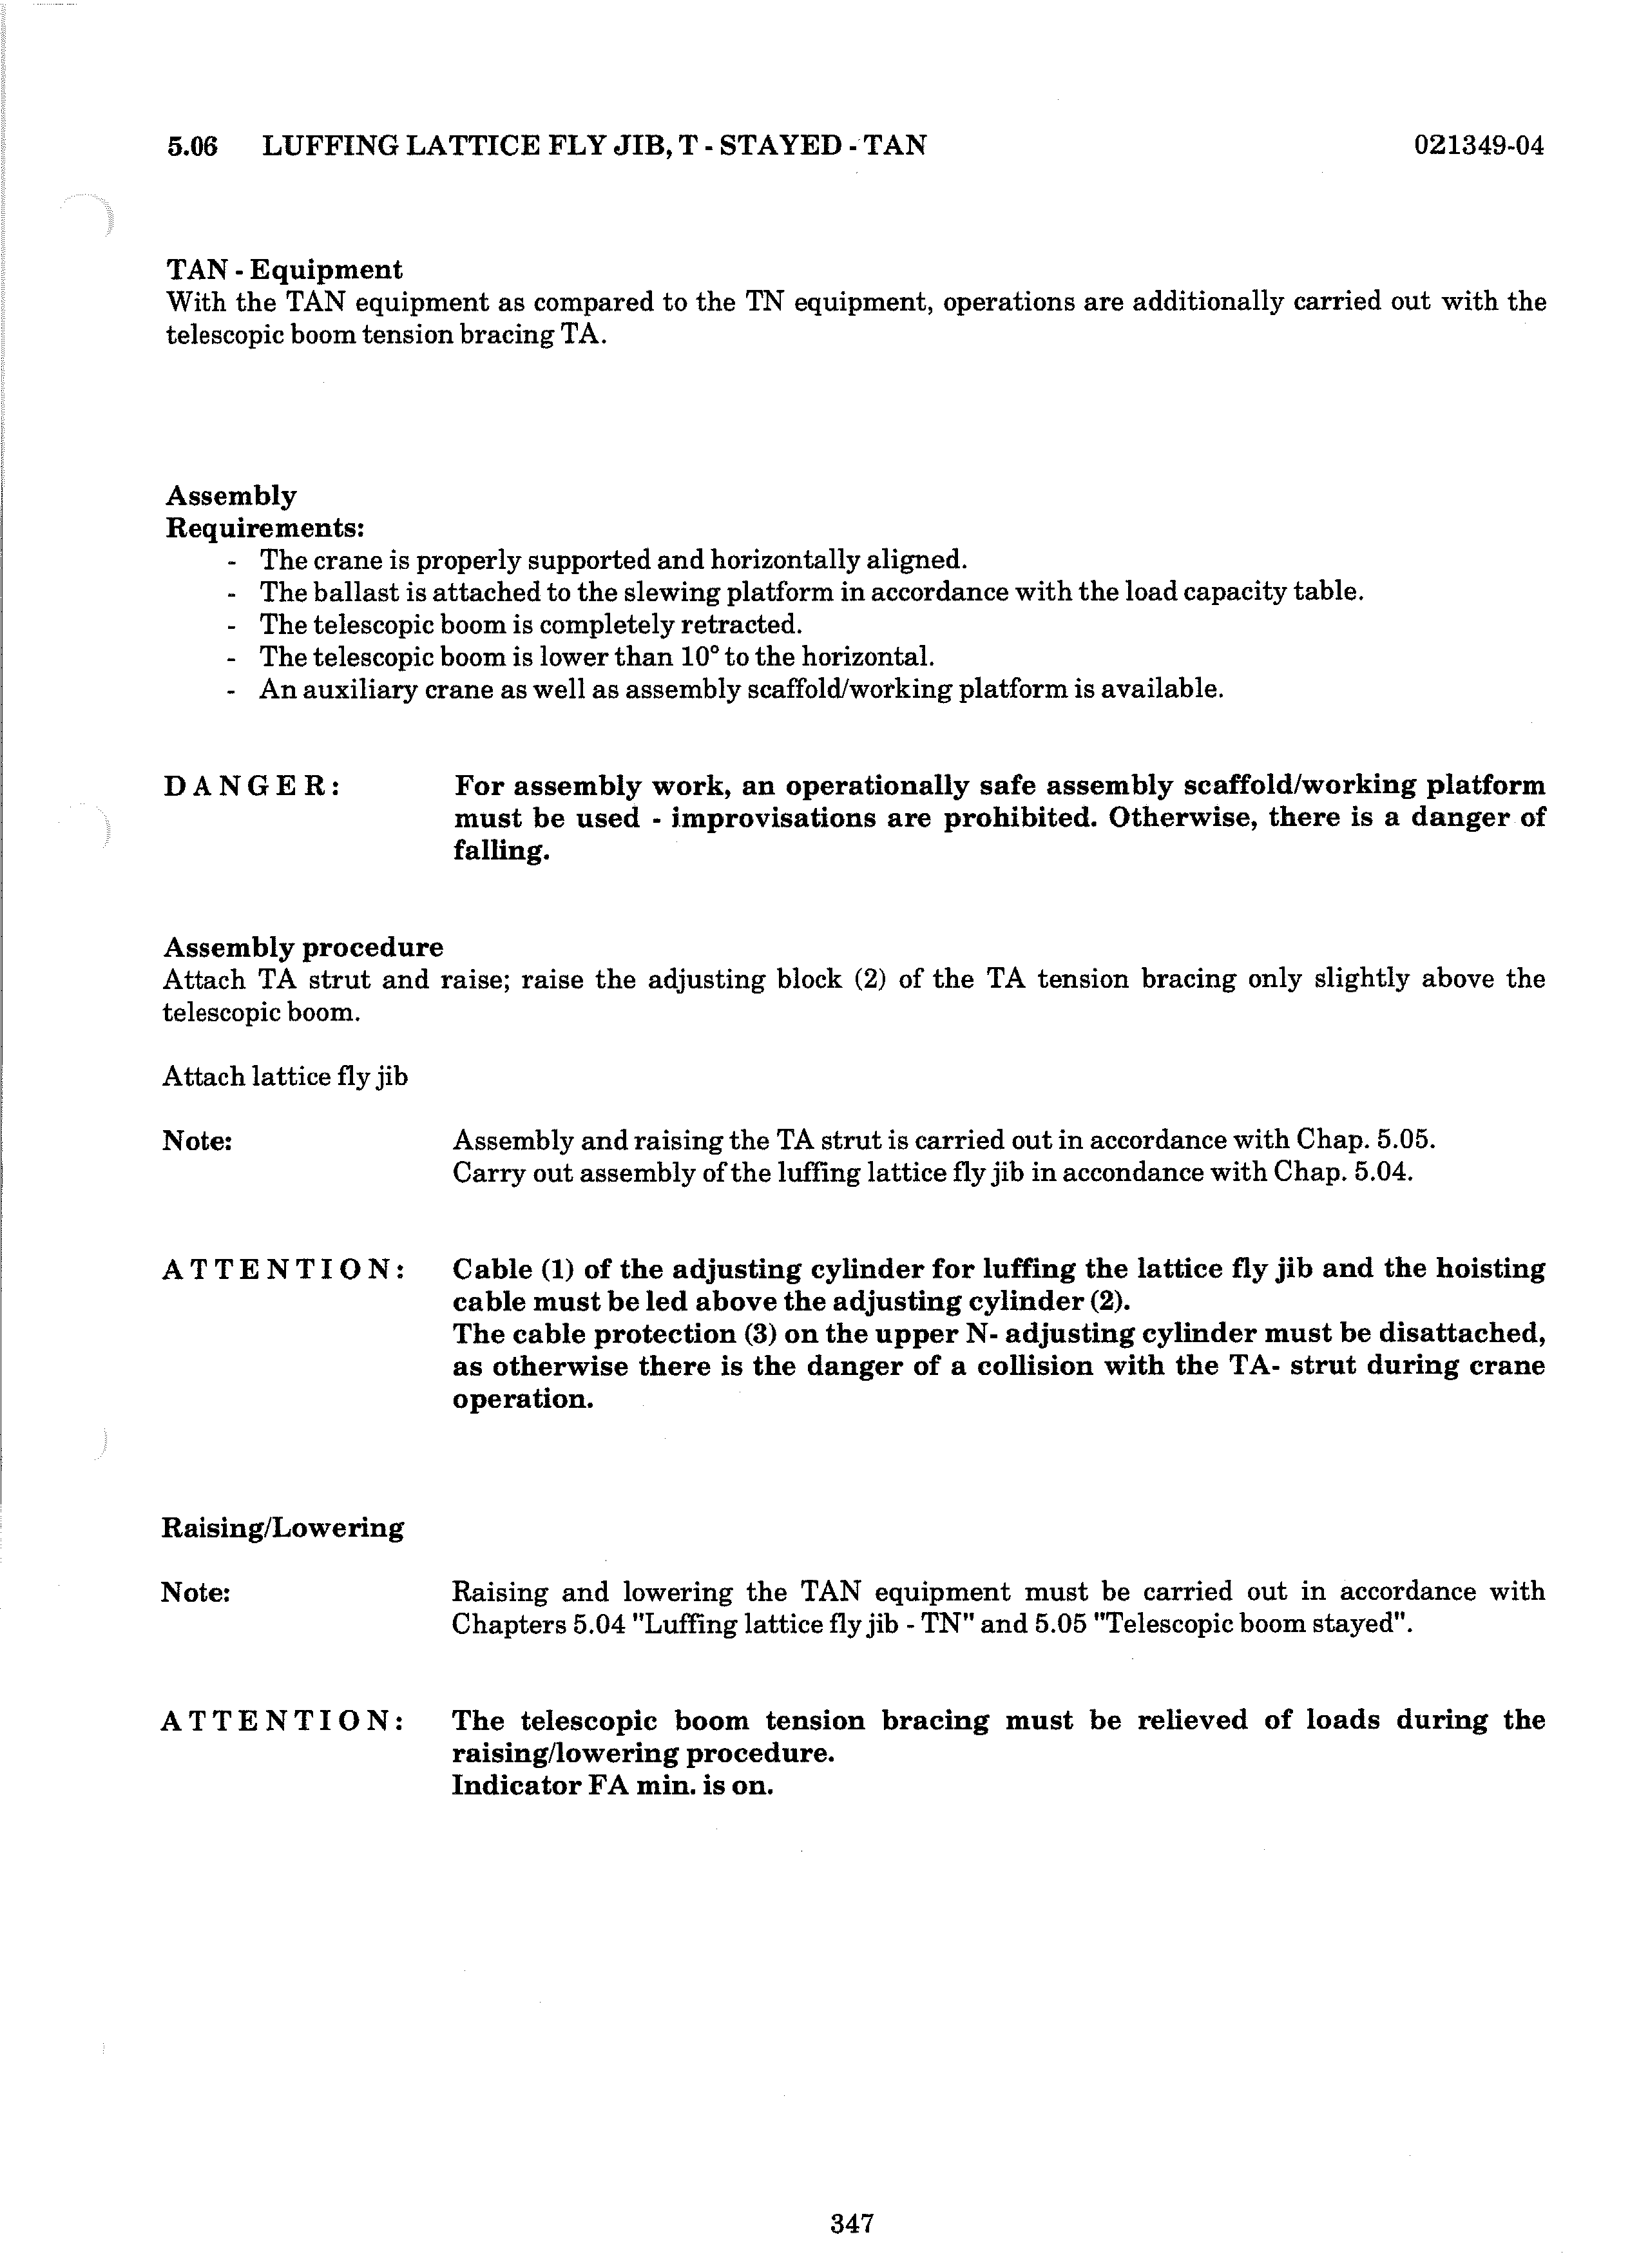 5.06 LUFFING LATTICE FLY JIB, T - STAYED - TAN 021349-04
TAN - Equipment
With the TAN equipment as compared to the TN equipment, operations are additionally carried out with the
telescopic boom tension bracing TA.
Assembly
Requirements:
- The crane is properly supported and horizontally aligned.
- The ballast is attached to the slewing platform in accordance with the load capacity table.
- The telescopic boom is completely retracted.
- The telescopic boom is lower than 10° to the horizontal.
- An auxiliary crane as well as assembly scaffold/working platform is available.
DANGER: For assembly work, an operationally safe assembly scaffold/working platform
must be used - improvisations are prohibited. Otherwise, there is a danger of
falling.
Assembly procedure
Attach TA strut and raise; raise the adjusting block (2) of the TA tension bracing only slightly above the
telescopic boom.
Attach lattice fly jib
Note: Assembly and raising the TA strut is carried out in accordance with Chap. 5.05.
Carry out assembly of the luffing lattice fly jib in accondance with Chap. 5.04.
ATTENTION: Cable (1) of the adjusting cylinder for luffing the lattice fly jib and the hoisting
cable must be led above the adjusting cylinder (2).
The cable protection (3) on the upper N- adjusting cylinder must be disattached,
as otherwise there is the danger of a collision with the TA- strut during crane
operation.
Raising/Lowering
Note: Raising and lowering the TAN equipment must be carried out in accordance with
Chapters 5.04 "Luffing lattice fly jib - TN" and 5.05 "Telescopic boom stayed".
ATTENTION: The telescopic boom tension bracing must be relieved of loads during the
raising/lowering procedure.
Indicator FA min. is on.
347